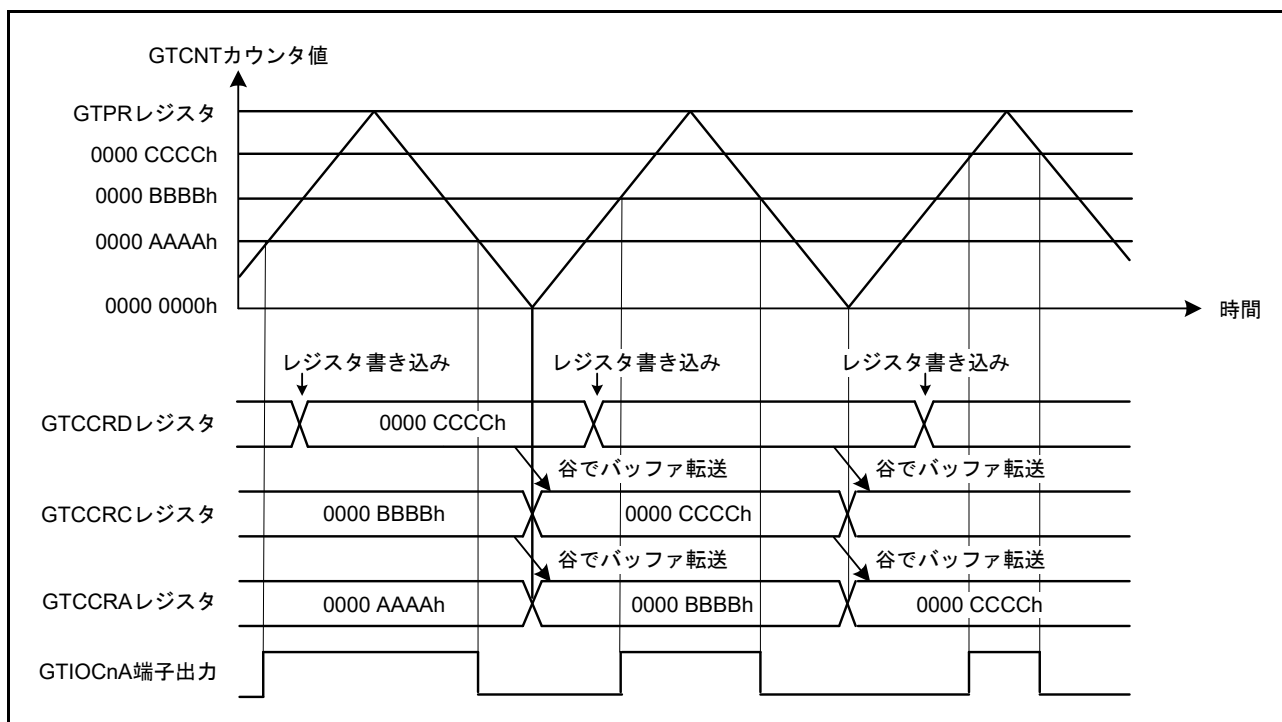 GTCNTカウンタ値
GTPRレジスタ
0000 CCCCh
0000 BBBBh
0000 AAAAh
0000 0000h
時間
レジスタ書き込み
レジスタ書き込み
レジスタ書き込み
GTCCRDレジスタ
0000 CCCCh
谷でバッファ転送
谷でバッファ転送
GTCCRCレジスタ
0000 BBBBh
0000 CCCCh
谷でバッファ転送
谷でバッファ転送
GTCCRAレジスタ
0000 AAAAh
0000 BBBBh
0000 CCCCh
GTIOCnA端子出力